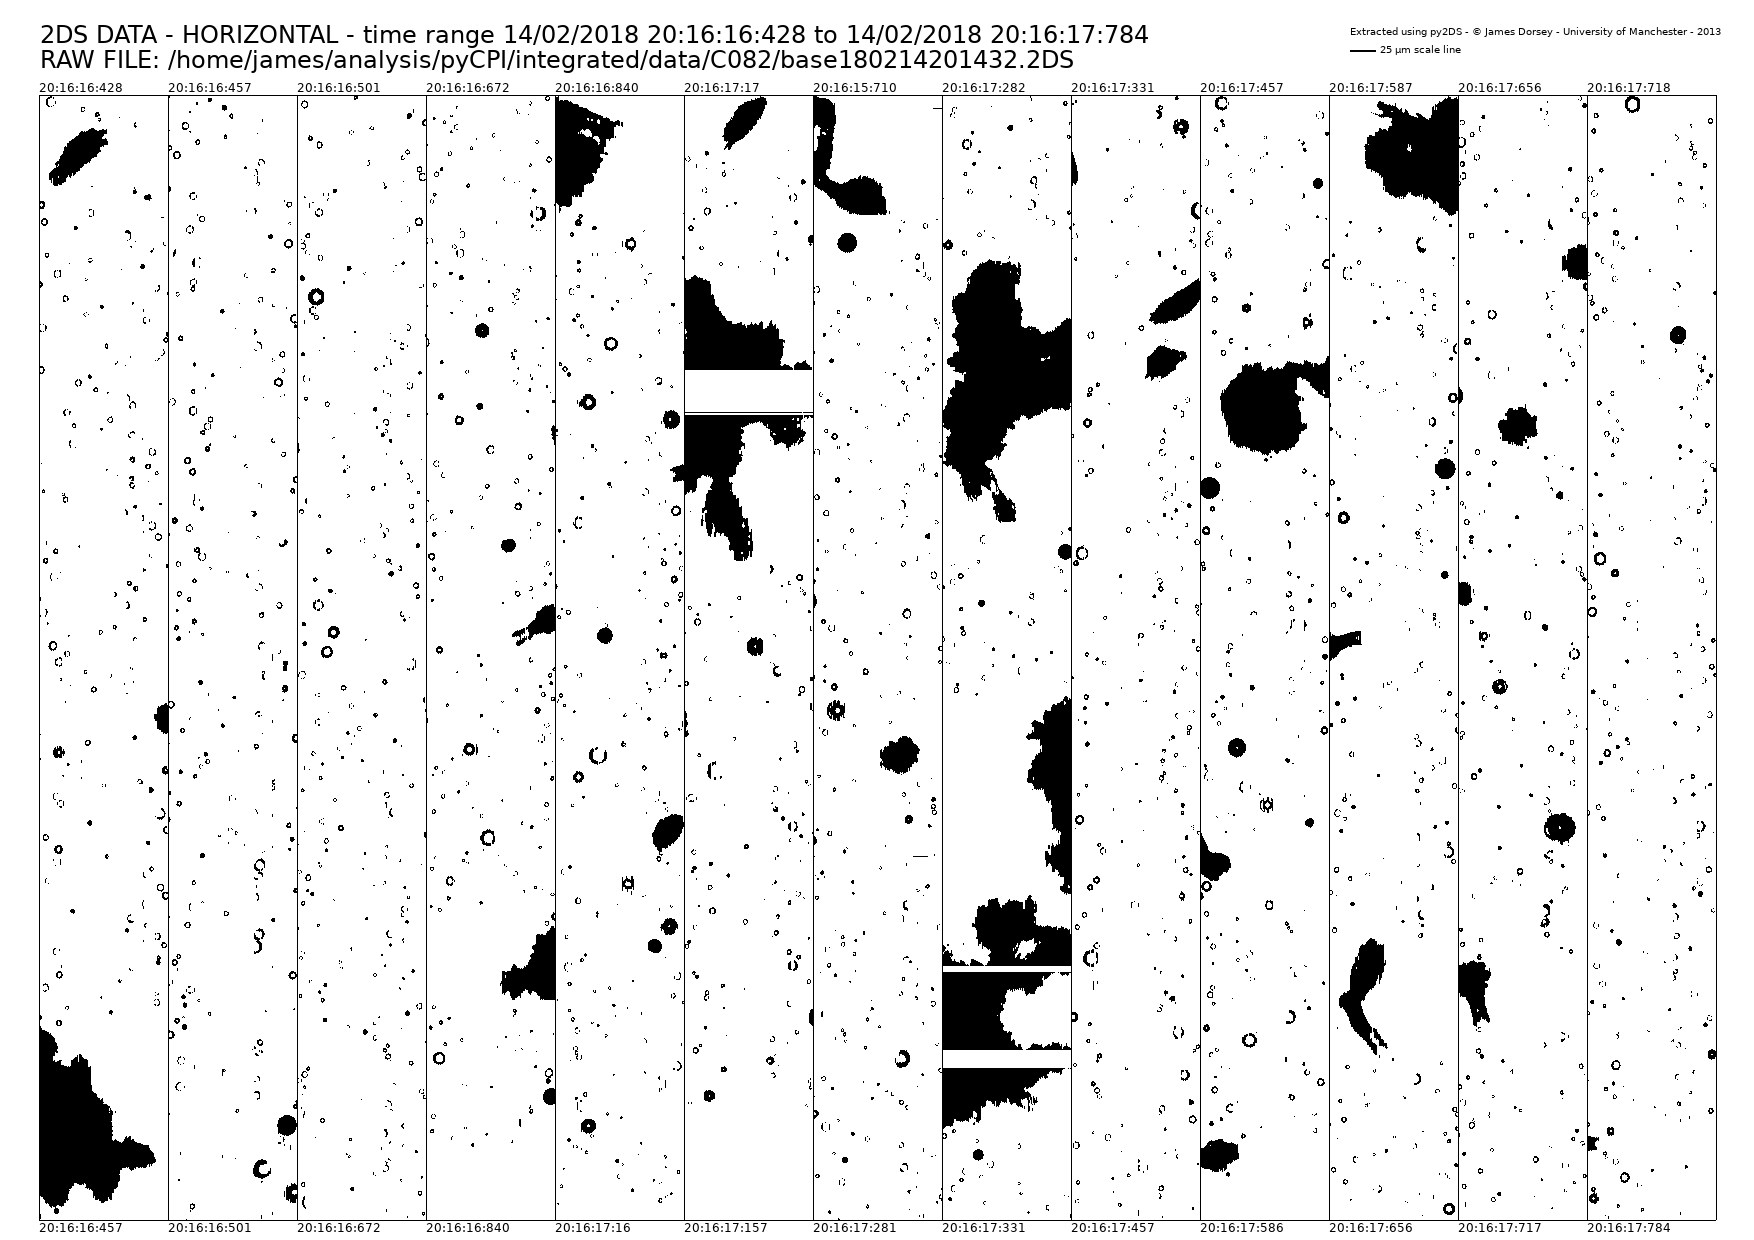 2DS DATA - HORIZONTAL - time range 14/02/2018 20:16:16:428 to 14/02/2018 20:16:17:784
RAW FILE: /home/james/analysis/pyCPI/integrated/data/C082/base180214201432.2DS
Extracted using py2DS - © James Dorsey - University of Manchester - 2013
25 µm scale line
20:16:16:428 20:16:16:457 20:16:16:501 20:16:16:672 20:16:16:840 20:16:17:17 20:16:15:710 20:16:17:282 20:16:17:331 20:16:17:457 20:16:17:587 20:16:17:656 20:16:17:718
20:16:16:457 20:16:16:501 20:16:16:672 20:16:16:840 20:16:17:16 20:16:17:157 20:16:17:281 20:16:17:331 20:16:17:457 20:16:17:586 20:16:17:656 20:16:17:717 20:16:17:784